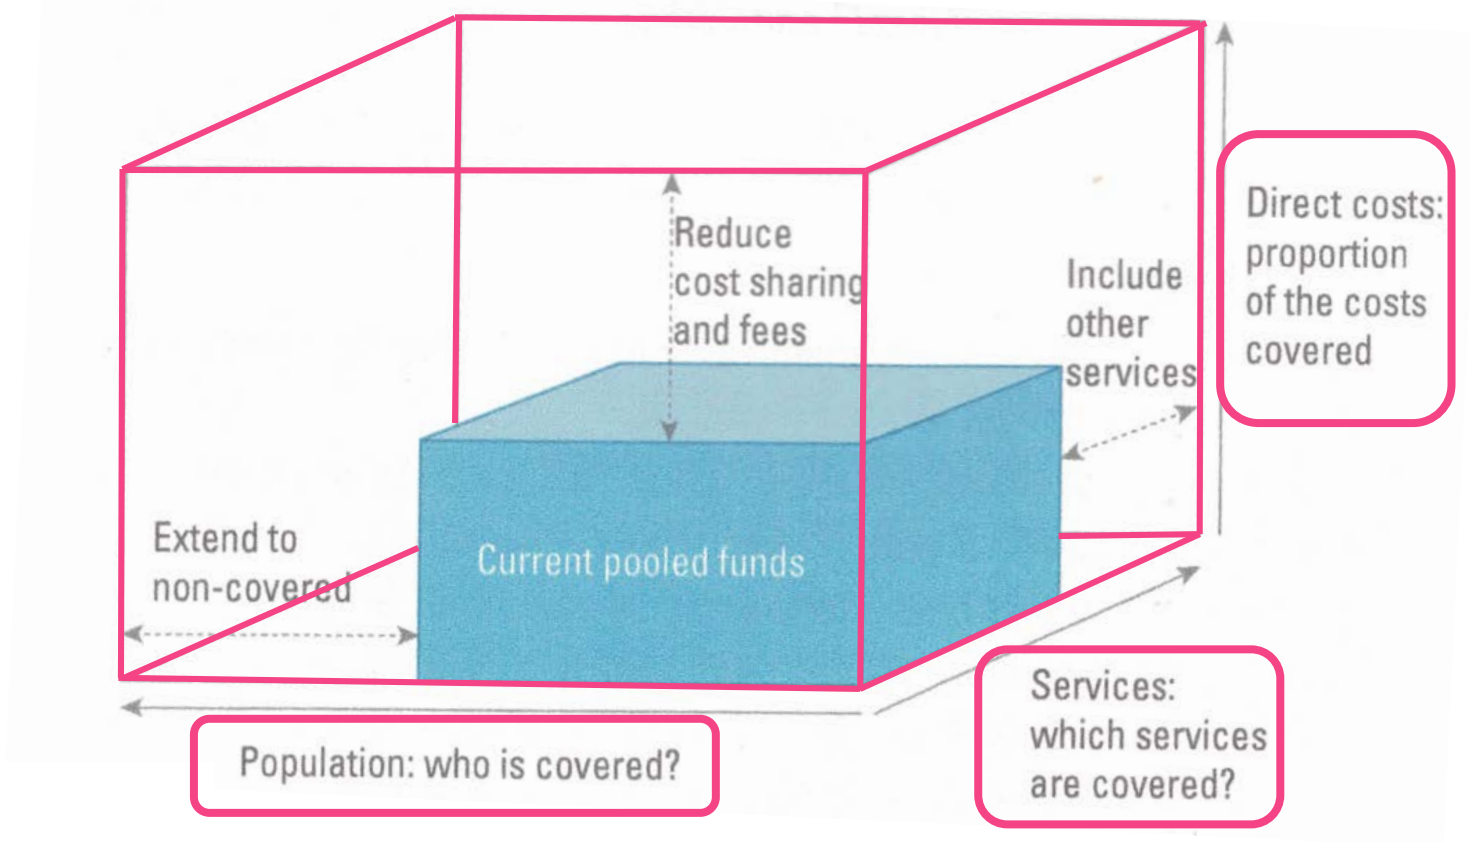 Reduce
cost sharing
and fees
Include
other
services
Direct costs:
proportion
of the costs
covered
Extend to
non-covered
Current pooled funds
Population: who is covered?
Services:
which services
are covered?